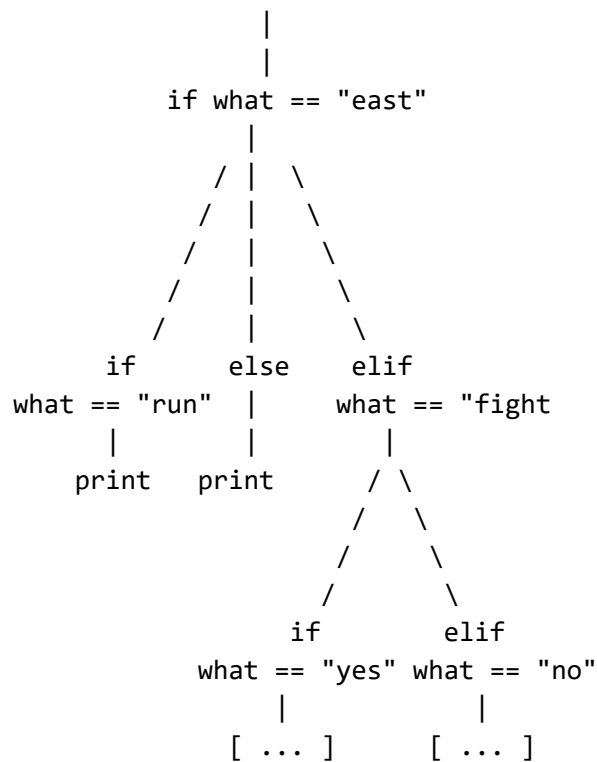 if what == "east"
if else elif
what == "run" what == "fight
print print
if elif
what == "yes" what == "no"
[ ... ] [ ... ]